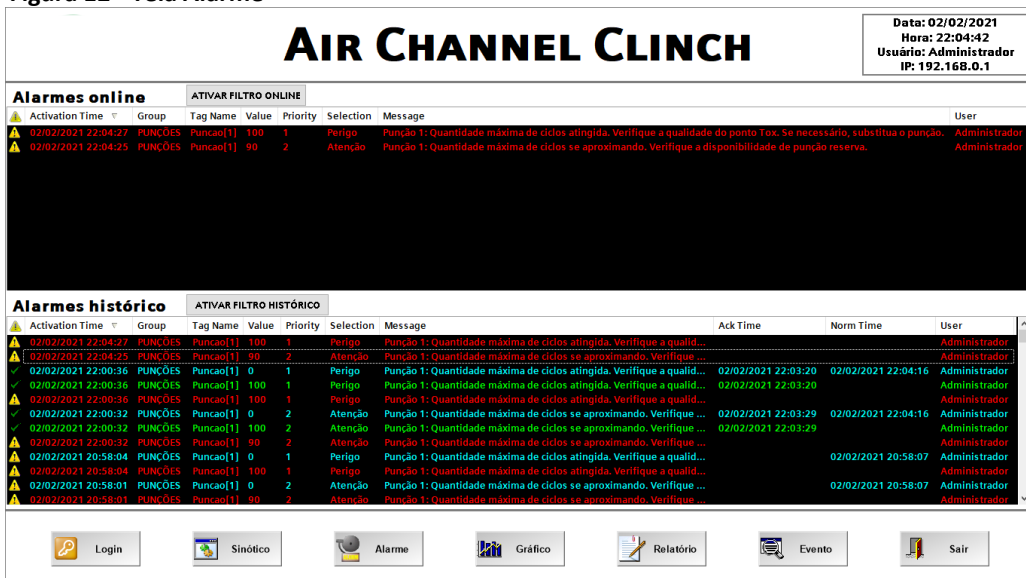 Figura 22 - Tela Alarme
AIR CHANNEL CLINCH
Data: 02/02/2021
Hora: 22:04:42
Usuário: Administrador
IP: 192.168.0.1
Alarmes online ATIVAR FILTRO ONLINE
Activation Time Group Tag Name Value Priority Selection Message User
02/02/2021 22:04:27 PUNÇÕES Puncao[1] 100 1 Perigo Punção 1: Quantidade máxima de ciclos atingida. Verifique a qualidade do ponto Tox. Se necessário, substitua o punção. Administrador
02/02/2021 22:04:25 PUNÇÕES Puncao[1] 90 2 Atenção Punção 1: Quantidade máxima de ciclos se aproximando. Verifique a disponibilidade de punção reserva. Administrador
Alarmes histórico ATIVAR FILTRO HISTÓRICO
Activation Time Group Tag Name Value Priority Selection Message Ack Time Norm Time User
02/02/2021 22:04:27 PUNÇÕES Puncao[1] 100 1 Perigo Punção 1: Quantidade máxima de ciclos atingida. Verifique a qualid... Administrador
02/02/2021 22:04:25 PUNÇÕES Puncao[1] 90 2 Atenção Punção 1: Quantidade máxima de ciclos se aproximando. Verifique ... Administrador
02/02/2021 22:00:36 PUNÇÕES Puncao[1] 0 1 Perigo Punção 1: Quantidade máxima de ciclos atingida. Verifique a qualid... 02/02/2021 22:03:20 02/02/2021 22:04:16 Administrador
02/02/2021 22:00:36 PUNÇÕES Puncao[1] 100 1 Perigo Punção 1: Quantidade máxima de ciclos atingida. Verifique a qualid... 02/02/2021 22:03:20 Administrador
02/02/2021 22:00:36 PUNÇÕES Puncao[1] 100 1 Perigo Punção 1: Quantidade máxima de ciclos atingida. Verifique a qualid... Administrador
02/02/2021 22:00:32 PUNÇÕES Puncao[1] 0 2 Atenção Punção 1: Quantidade máxima de ciclos se aproximando. Verifique ... 02/02/2021 22:03:29 02/02/2021 22:04:16 Administrador
02/02/2021 22:00:32 PUNÇÕES Puncao[1] 100 2 Atenção Punção 1: Quantidade máxima de ciclos se aproximando. Verifique ... 02/02/2021 22:03:29 Administrador
02/02/2021 22:00:32 PUNÇÕES Puncao[1] 90 2 Atenção Punção 1: Quantidade máxima de ciclos se aproximando. Verifique ... Administrador
02/02/2021 20:58:04 PUNÇÕES Puncao[1] 0 1 Perigo Punção 1: Quantidade máxima de ciclos atingida. Verifique a qualid... 02/02/2021 20:58:07 Administrador
02/02/2021 20:58:04 PUNÇÕES Puncao[1] 100 1 Perigo Punção 1: Quantidade máxima de ciclos atingida. Verifique a qualid... Administrador
02/02/2021 20:58:01 PUNÇÕES Puncao[1] 0 2 Atenção Punção 1: Quantidade máxima de ciclos se aproximando. Verifique ... 02/02/2021 20:58:07 Administrador
02/02/2021 20:58:01 PUNÇÕES Puncao[1] 90 2 Atenção Punção 1: Quantidade máxima de ciclos se aproximando. Verifique ... Administrador
Login Sinótico Alarme Gráfico Relatório Evento Sair